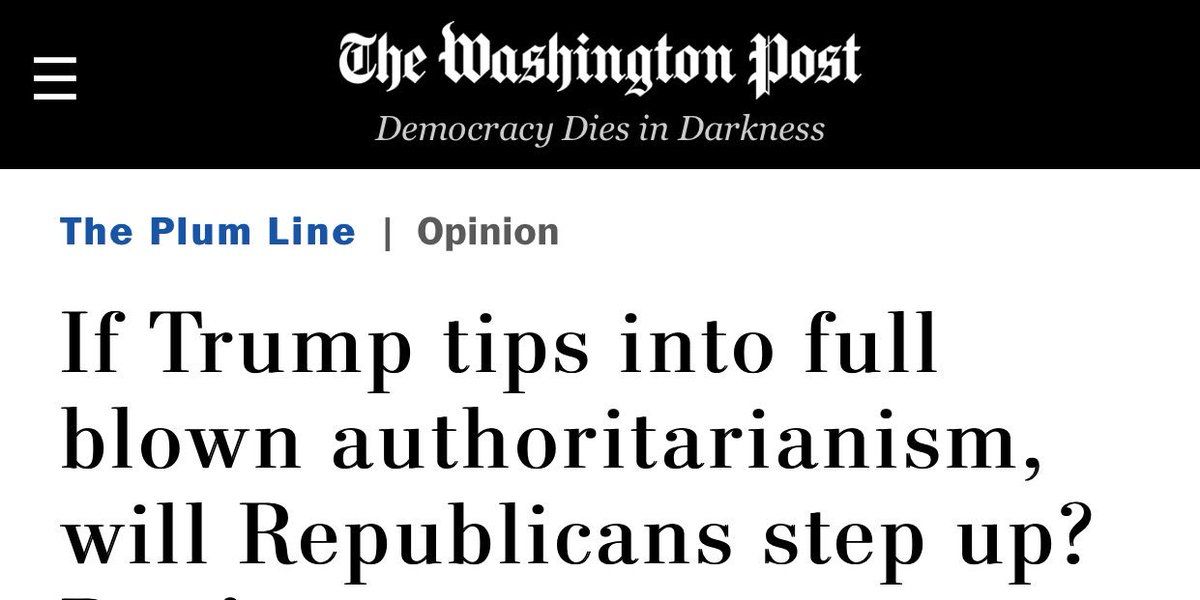 The Washington Post
Democracy Dies in Darkness
The Plum Line | Opinion
If Trump tips into full
blown authoritarianism,
will Republicans step up?